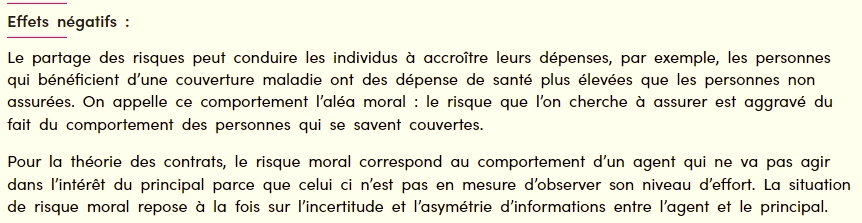 Effets négatifs :
Le partage des risques peut conduire les individus à accroître leurs dépenses, par exemple, les personnes
qui bénéficient d'une couverture maladie ont des dépense de santé plus élevées que les personnes non
assurées. On appelle ce comportement l'aléa moral : le risque que l'on cherche à assurer est aggravé du
fait du comportement des personnes qui se savent couvertes.
Pour la théorie des contrats, le risque moral correspond au comportement d'un agent qui ne va pas agir
dans l'intérêt du principal parce que celui ci n'est pas en mesure d'observer son niveau d'effort. La situation
de risque moral repose à la fois sur l'incertitude et l'asymétrie d'informations entre l'agent et le principal.